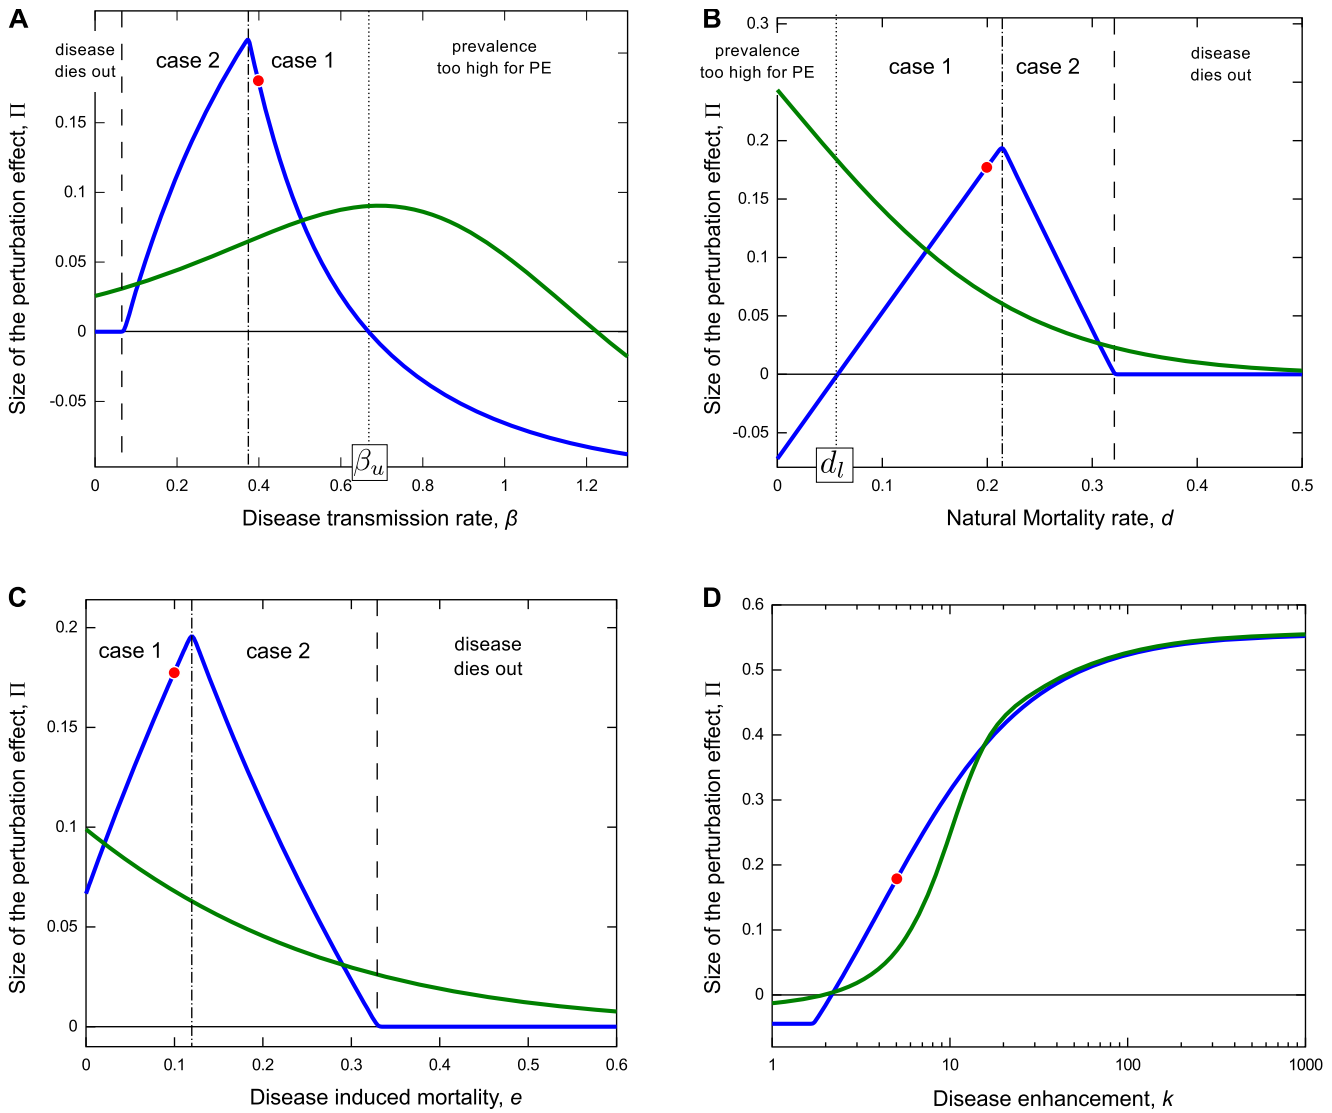 A
disease
dies out
case 2
case 1
prevalence
too high for PE
0.15
0.1
0.05
0
-0.05
Size of the perturbation effect, Π
β_u
0 0.2 0.4 0.6 0.8 1 1.2
Disease transmission rate, β
B
prevalence
too high for PE
case 1
case 2
disease
dies out
0.3
0.2
0.15
0.1
0.05
0
-0.05
Size of the perturbation effect, Π
d_l
0 0.1 0.2 0.3 0.4 0.5
Natural Mortality rate, d
C
case 1
case 2
disease
dies out
0.2
0.15
0.1
0.05
0
Size of the perturbation effect, Π
0 0.1 0.2 0.3 0.4 0.5 0.6
Disease induced mortality, e
D
0.6
0.5
0.4
0.3
0.2
0.1
0
Size of the perturbation effect, Π
1 10 100 1000
Disease enhancement, k